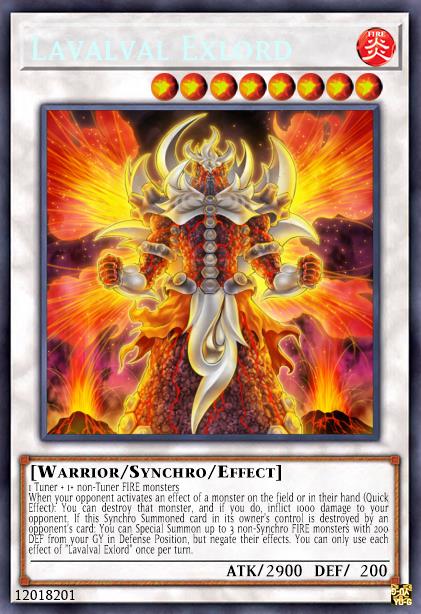 Lavalval Exlord
FIRE
炎
[Warrior/Synchro/Effect]
1 Tuner + 1+ non-Tuner FIRE monsters
When your opponent activates an effect of a monster on the field or in their hand (Quick
Effect): You can destroy that monster, and if you do, inflict 1000 damage to your
opponent. If this Synchro Summoned card in its owner's control is destroyed by an
opponent's card: You can Special Summon up to 3 non-Synchro FIRE monsters with 200
DEF from your GY in Defense Position, but negate their effects. You can only use each
effect of "Lavalval Exlord" once per turn.
ATK/2900 DEF/ 200
12018201